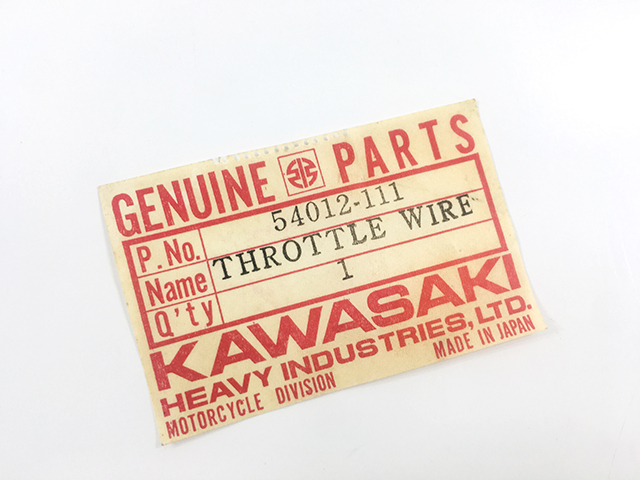 GENUINE PARTS
P. No. 54012-111
Name THROTTLE WIRE
Q'ty 1
KAWASAKI
HEAVY INDUSTRIES, LTD.
MOTORCYCLE DIVISION MADE IN JAPAN